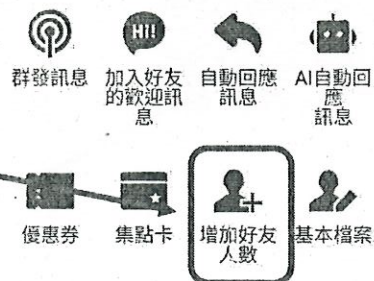 Hi!
群發訊息 加入好友 自動回應 AI自動回
的歡迎訊 訊息 應
息 訊息
優惠券 集點卡 增加好友 基本檔案
人數